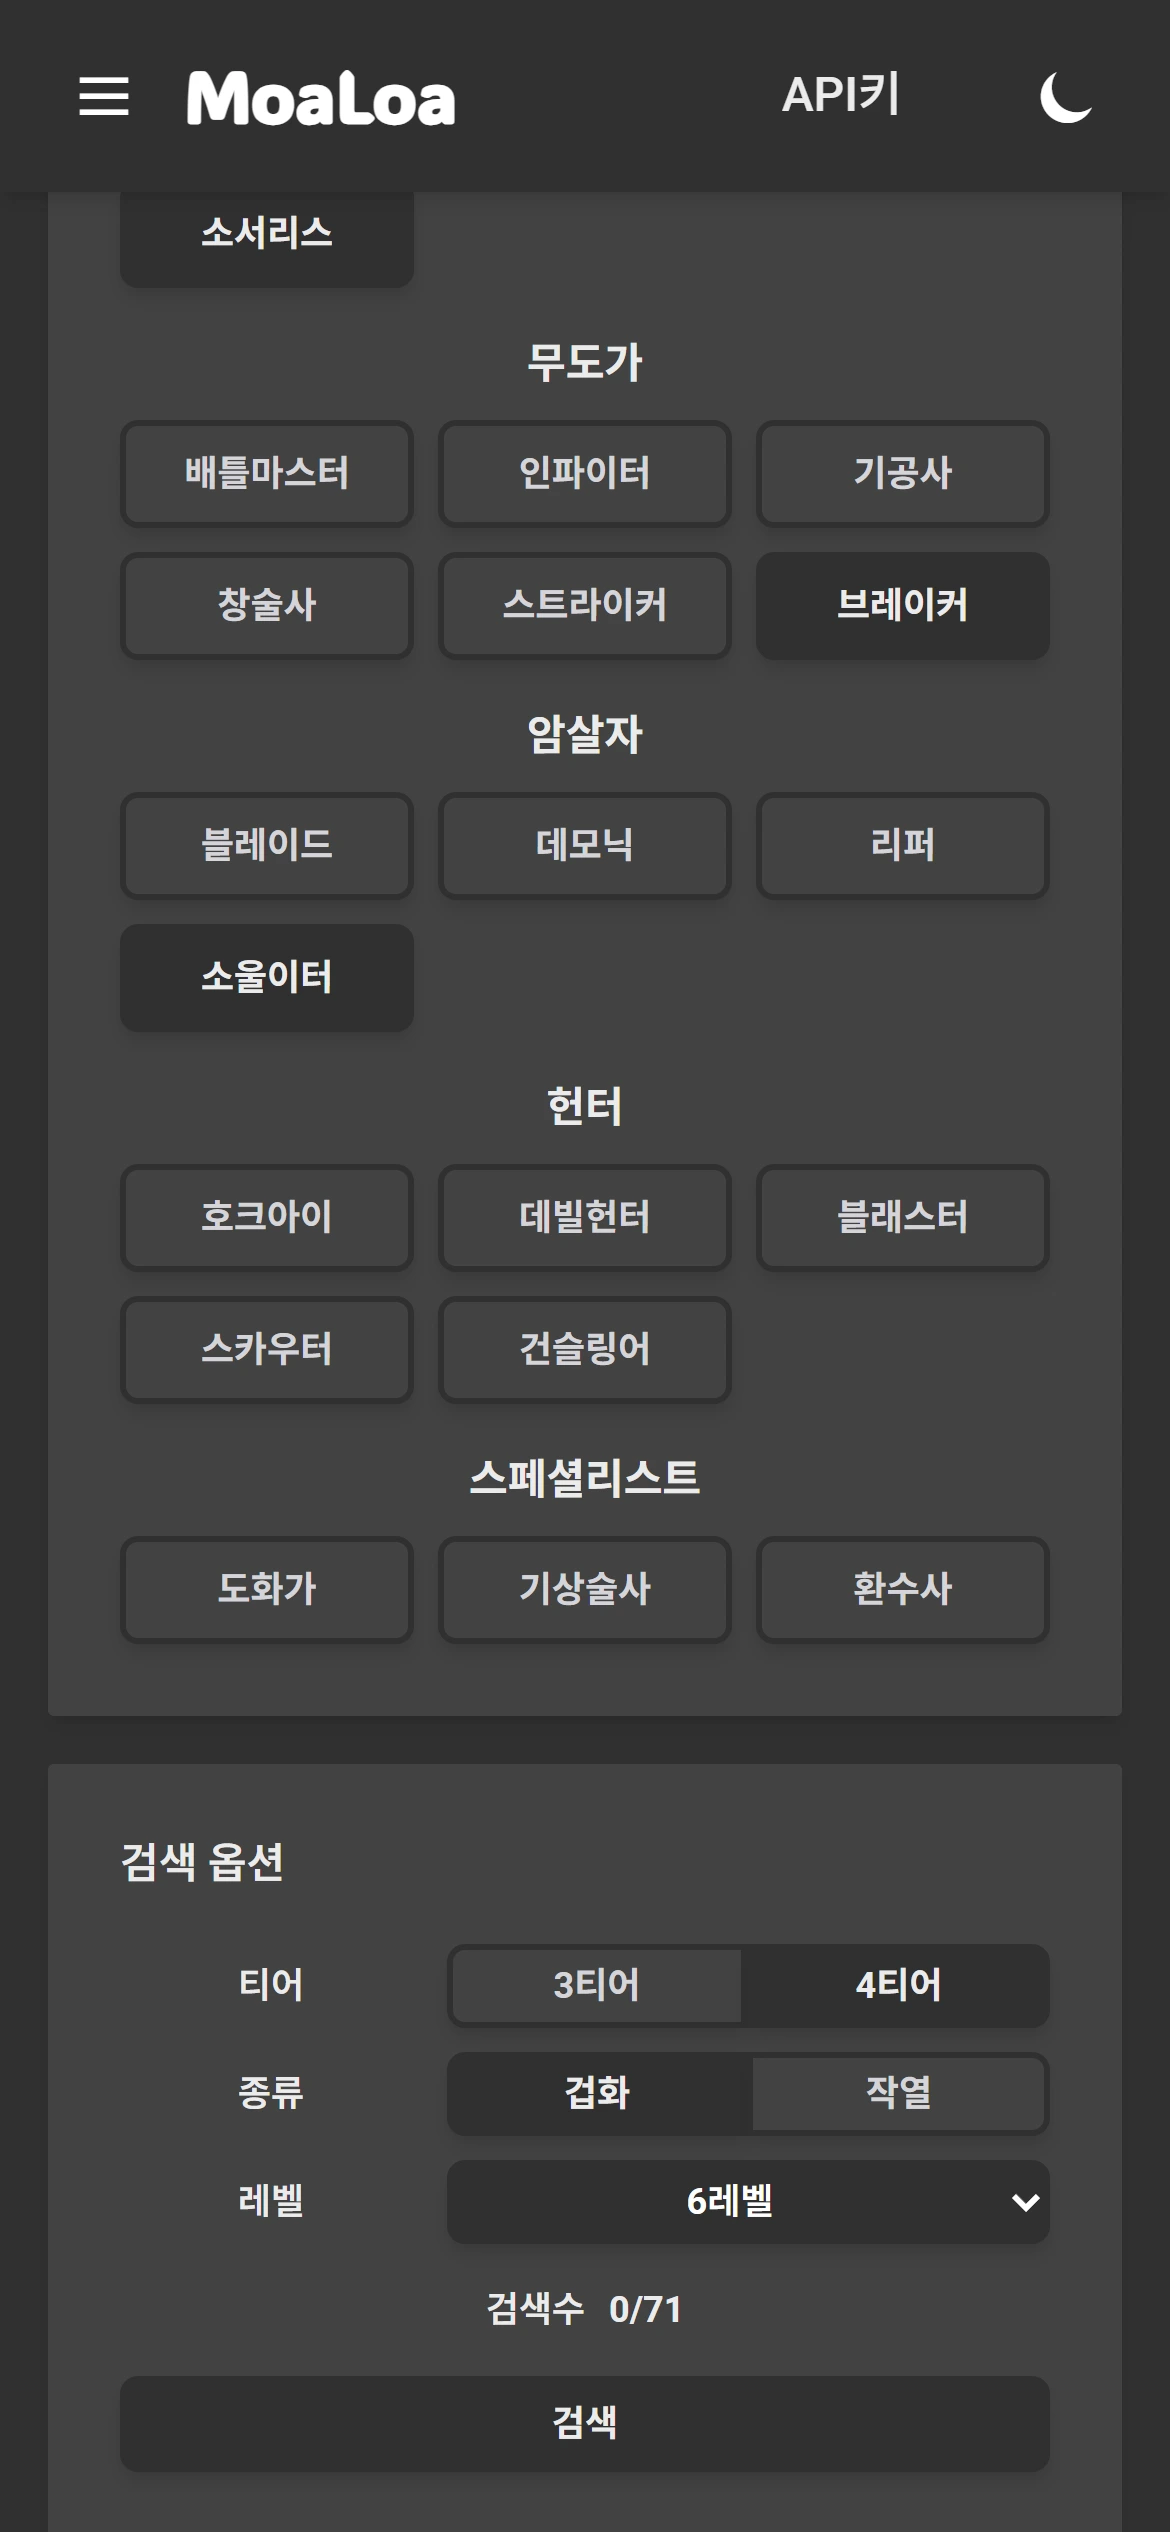 MoaLoa API키
소서리스
무도가
배틀마스터 인파이터 기공사
창술사 스트라이커 브레이커
암살자
블레이드 데모닉 리퍼
소울이터
헌터
호크아이 데빌헌터 블래스터
스카우터 건슬링어
스페셜리스트
도화가 기상술사 환수사
검색 옵션
티어 3티어 4티어
종류 겁화 작열
레벨 6레벨
검색수 0/71
검색